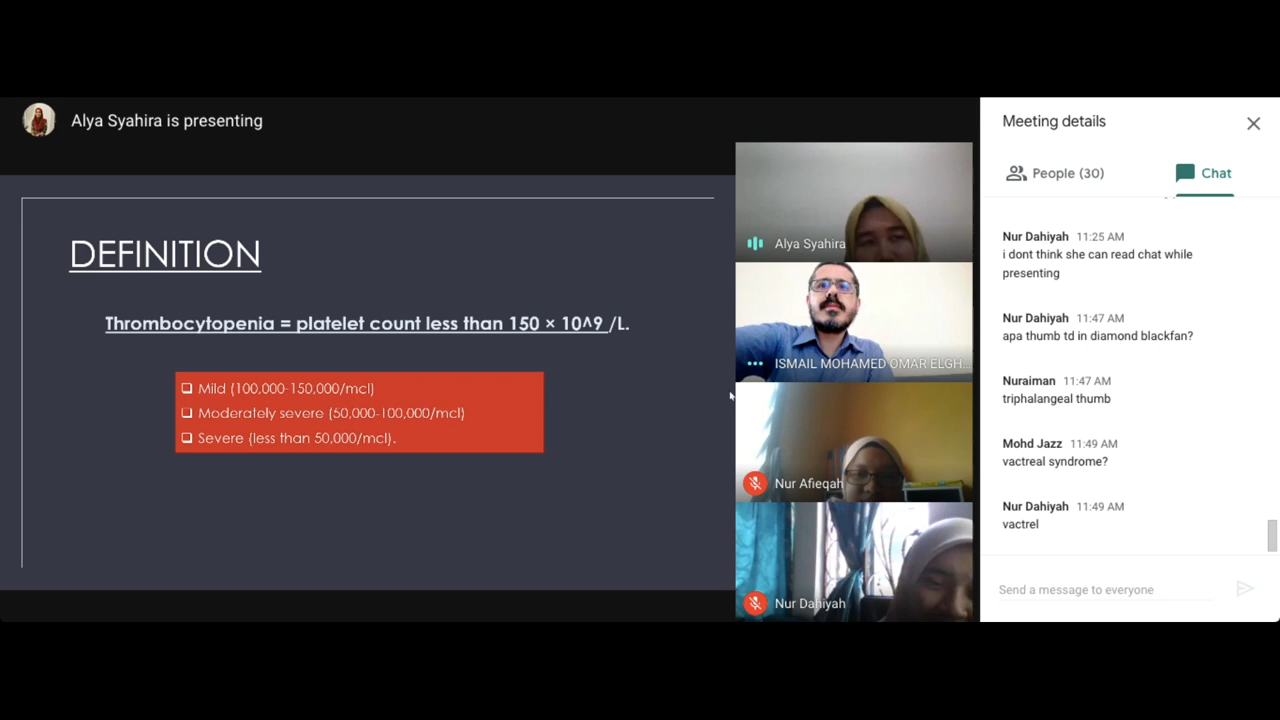 Alya Syahira is presenting
DEFINITION
Thrombocytopenia = platelet count less than 150 × 10^9 /L.
Mild (100,000-150,000/mcl)
Moderately severe (50,000-100,000/mcl)
Severe (less than 50,000/mcl).
Alya Syahira
ISMAIL MOHAMED OMAR ELGH...
Nur Afieqah
Nur Dahiyah
Meeting details
People (30)
Chat
Nur Dahiyah 11:25 AM
i dont think she can read chat while
presenting
Nur Dahiyah 11:47 AM
apa thumb td in diamond blackfan?
Nuraiman 11:47 AM
triphalangeal thumb
Mohd Jazz 11:49 AM
vactreal syndrome?
Nur Dahiyah 11:49 AM
vactrel
Send a message to everyone